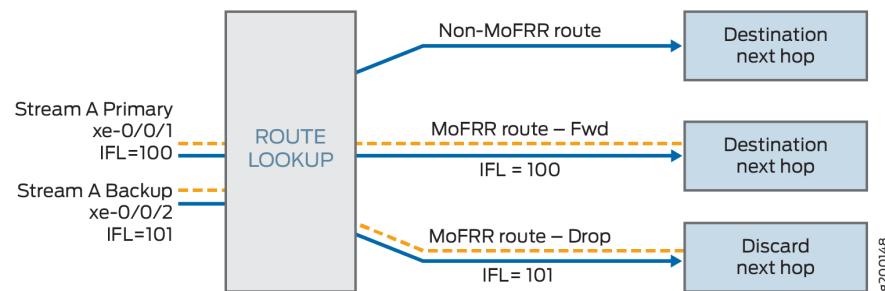 Non-MoFRR route
Destination
next hop
Stream A Primary
xe-0/0/1
IFL=100
ROUTE
LOOKUP
MoFRR route – Fwd
IFL = 100
Destination
next hop
Stream A Backup
xe-0/0/2
IFL=101
MoFRR route – Drop
IFL= 101
Discard
next hop
g200148